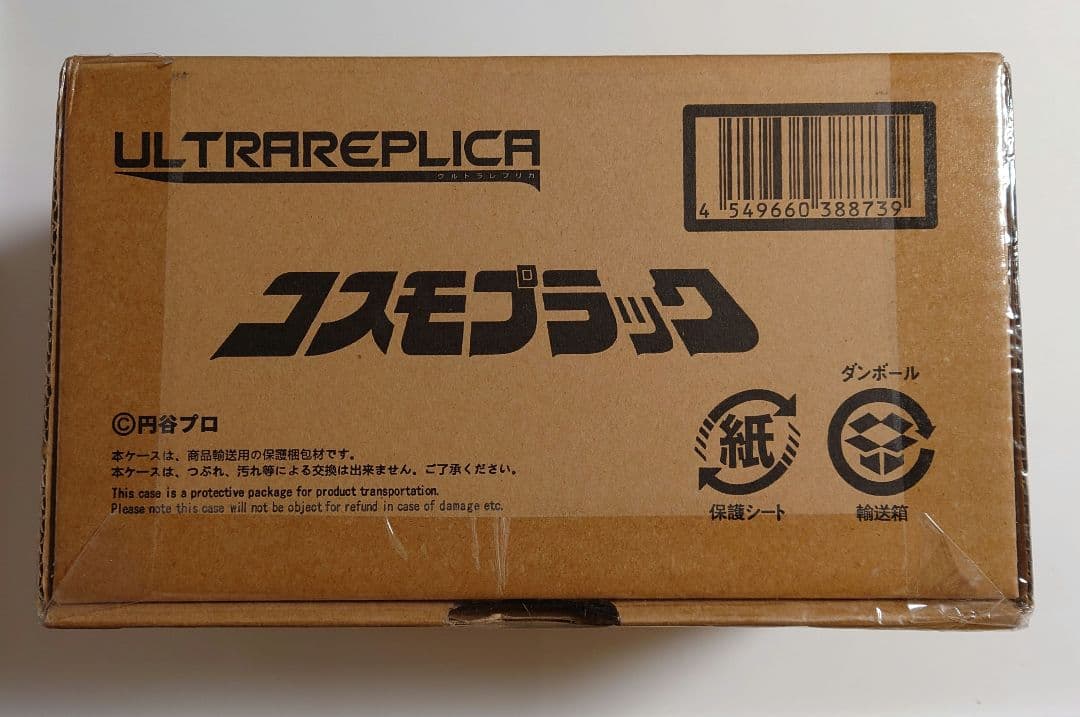 ULTRAREPLICA
ウルトラレプリカ
4 549660 388739
コスモプラック
ダンボール
©円谷プロ
紙
本ケースは、商品輸送用の保護梱包材です。
本ケースは、つぶれ、汚れ等による交換は出来ません。ご了承ください。
This case is a protective package for product transportation.
Please note this case will not be object for refund in case of damage etc.
保護シート
輸送箱